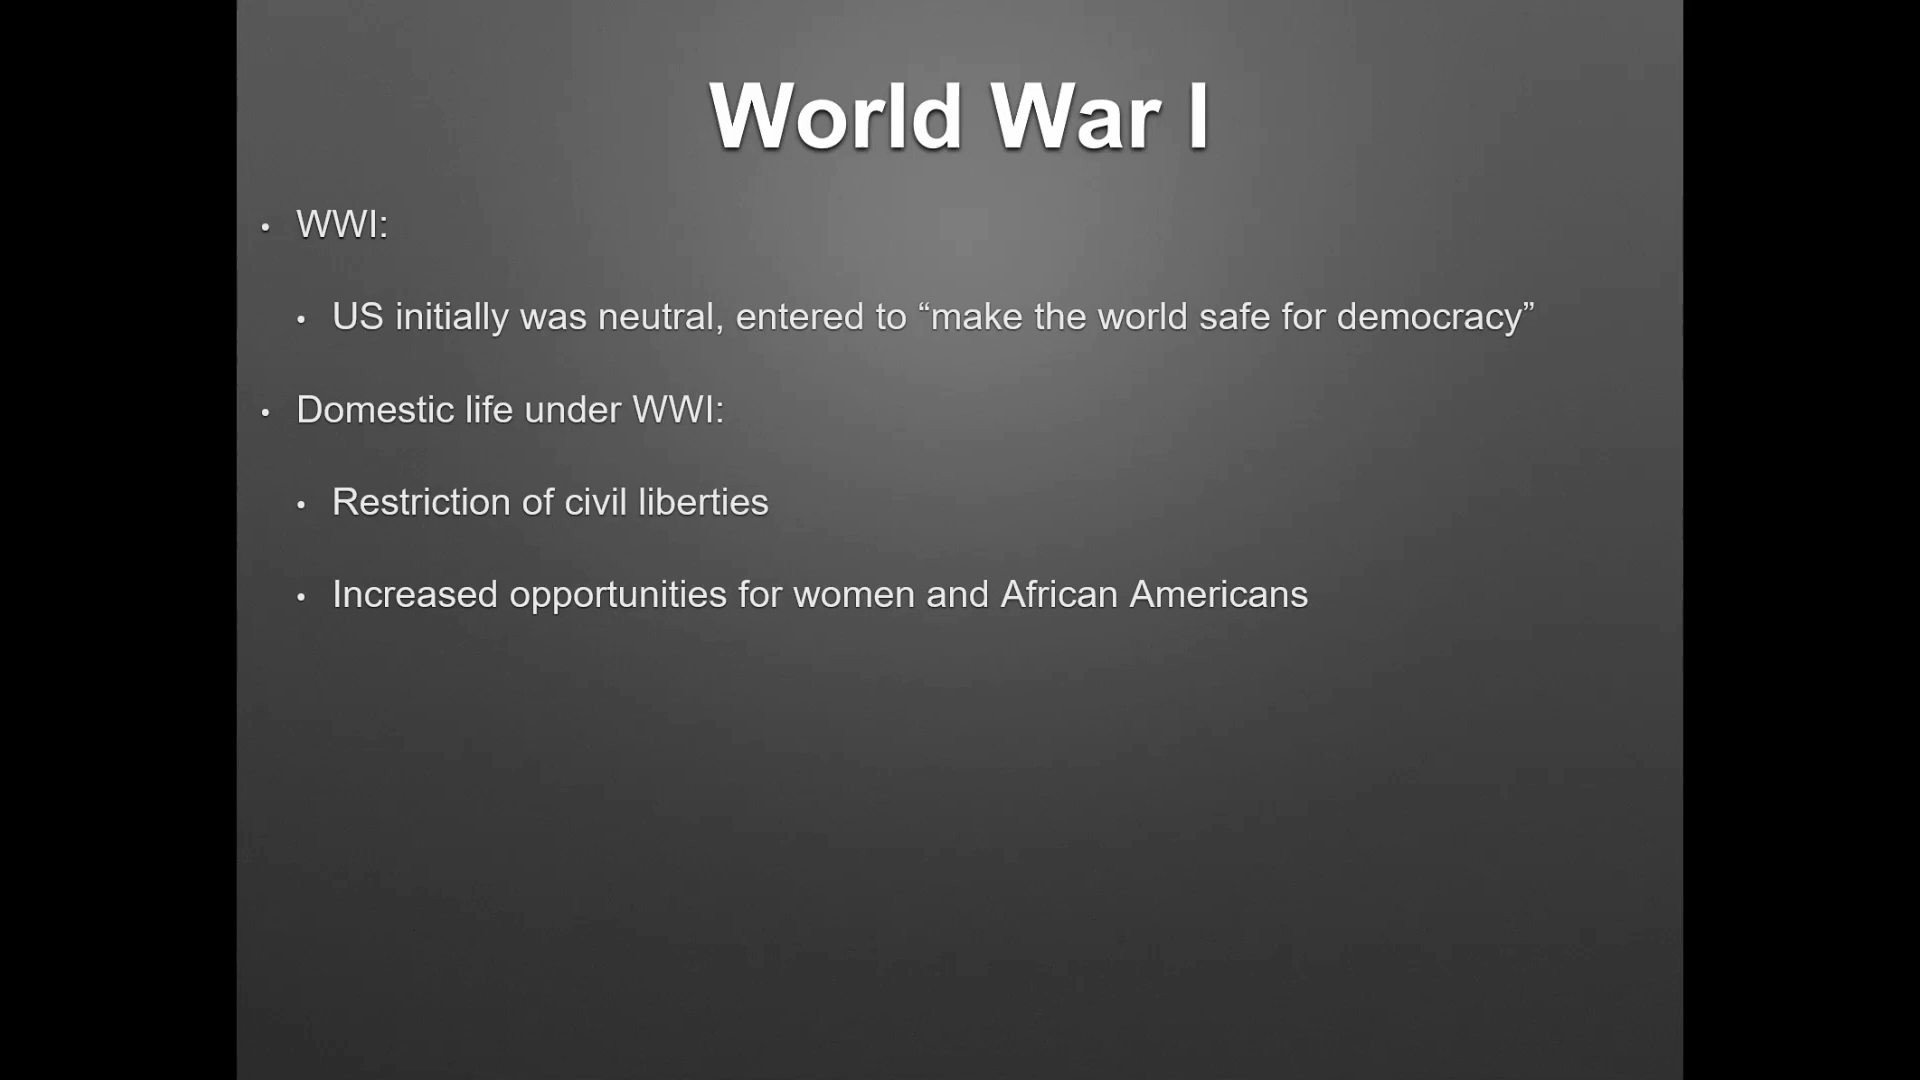 World War I
• WWI:
• US initially was neutral, entered to “make the world safe for democracy”
• Domestic life under WWI:
• Restriction of civil liberties
• Increased opportunities for women and African Americans